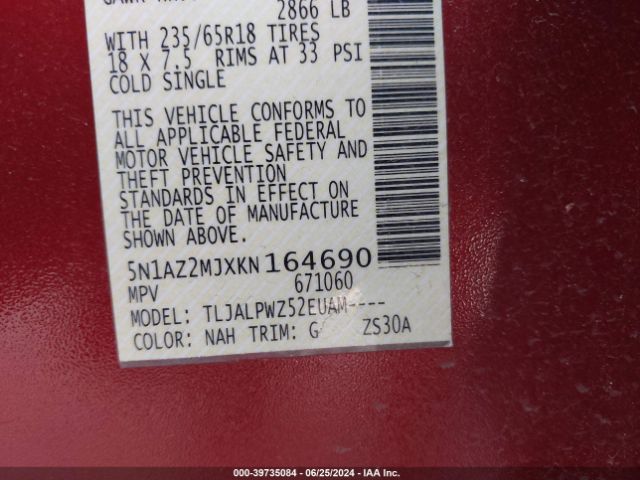 2866 LB
WITH 235/65R18 TIRES
18 X 7.5 RIMS AT 33 PSI
COLD SINGLE
THIS VEHICLE CONFORMS TO
ALL APPLICABLE FEDERAL
MOTOR VEHICLE SAFETY AND
THEFT PREVENTION
STANDARDS IN EFFECT ON
THE DATE OF MANUFACTURE
SHOWN ABOVE.
5N1AZ2MJXKN164690
MPV 671060
MODEL: TLJALPWZ52EUAM----
COLOR: NAH TRIM: G ZS30A
000-39735084 | 06/25/2024 | IAA Inc.